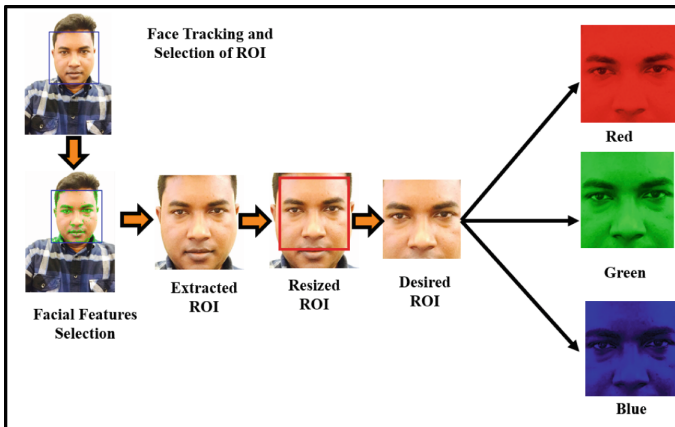 Face Tracking and
Selection of ROI
Red
Green
Extracted
ROI
Resized
ROI
Desired
ROI
Facial Features
Selection
Blue